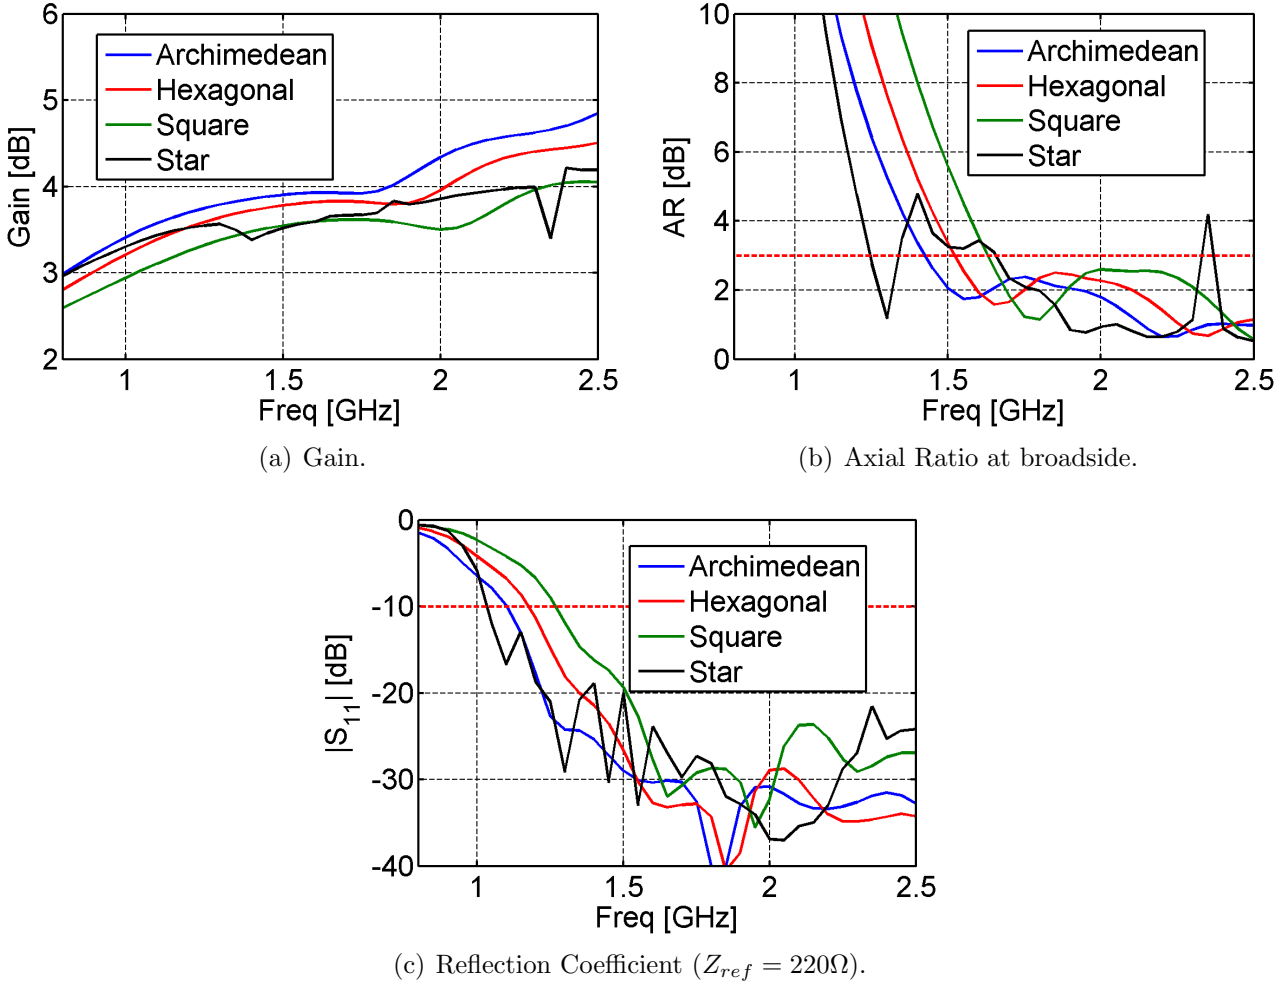 6
5
4
3
2
Gain [dB]
Archimedean
Hexagonal
Square
Star
1
1.5
2
2.5
Freq [GHz]
(a) Gain.
10
8
6
4
2
0
AR [dB]
Archimedean
Hexagonal
Square
Star
1
1.5
2
2.5
Freq [GHz]
(b) Axial Ratio at broadside.
0
-10
-20
-30
-40
|S11| [dB]
Archimedean
Hexagonal
Square
Star
1
1.5
2
2.5
Freq [GHz]
(c) Reflection Coefficient (Zref = 220Ω).